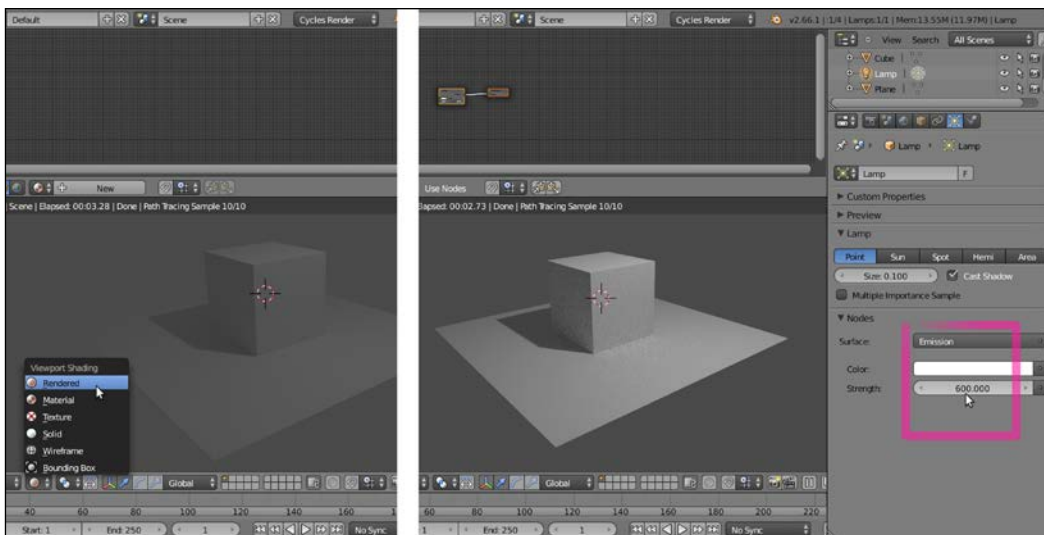 Default
Scene
Cycles Render
New
Scene | Elapsed: 00:03.28 | Done | Path Tracing Sample 10/10
Viewport Shading
Rendered
Material
Texture
Solid
Wireframe
Bounding Box
Global
40 60 80 100 120 140 160
Start: 1
End: 250
1
No Sync
Scene
Cycles Render
v2.66.1 | :1/4 | Lamps:1/1 | Mem:13.55M (11.97M) | Lamp
Use Nodes
lapsed: 00:02.73 | Done | Path Tracing Sample 10/10
Global
60 80 100 120 140 160 180 200 220
1
End: 250
1
No Sync
View Search All Scenes
Cube
Lamp
Plane
Lamp
Lamp
Lamp
F
Custom Properties
Preview
Lamp
Point Sun Spot Hemi Area
Size: 0.100
Cast Shadow
Multiple Importance Sample
Nodes
Surface: Emission
Color:
Strength: 600.000